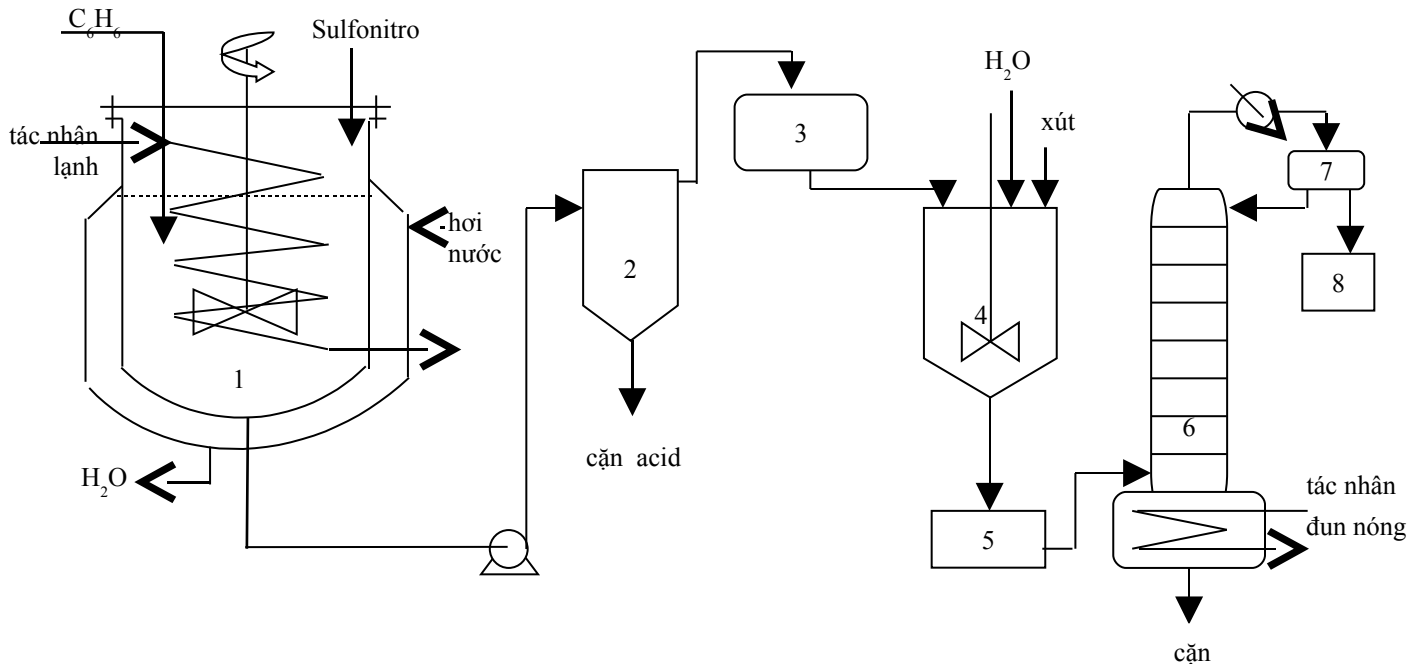 C₆H₆
Sulfonitro
tác nhân
lạnh
hơi
nước
1
H₂O
2
cặn acid
3
H₂O
xút
4
5
6
7
8
tác nhân
đun nóng
cặn